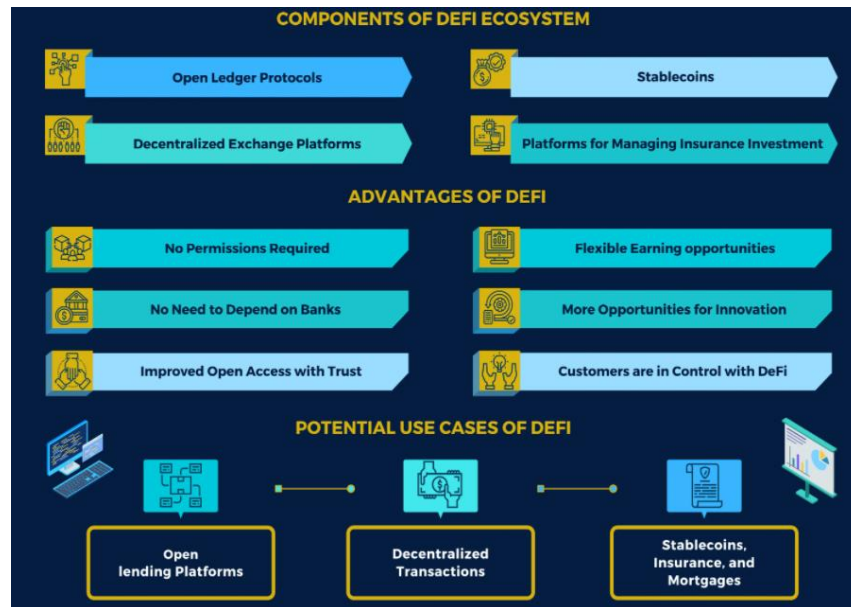 COMPONENTS OF DEFI ECOSYSTEM
Open Ledger Protocols
Stablecoins
Decentralized Exchange Platforms
Platforms for Managing Insurance Investment
ADVANTAGES OF DEFI
No Permissions Required
Flexible Earning opportunities
No Need to Depend on Banks
More Opportunities for Innovation
Improved Open Access with Trust
Customers are in Control with DeFi
POTENTIAL USE CASES OF DEFI
Open
lending Platforms
Decentralized
Transactions
Stablecoins,
Insurance, and
Mortgages